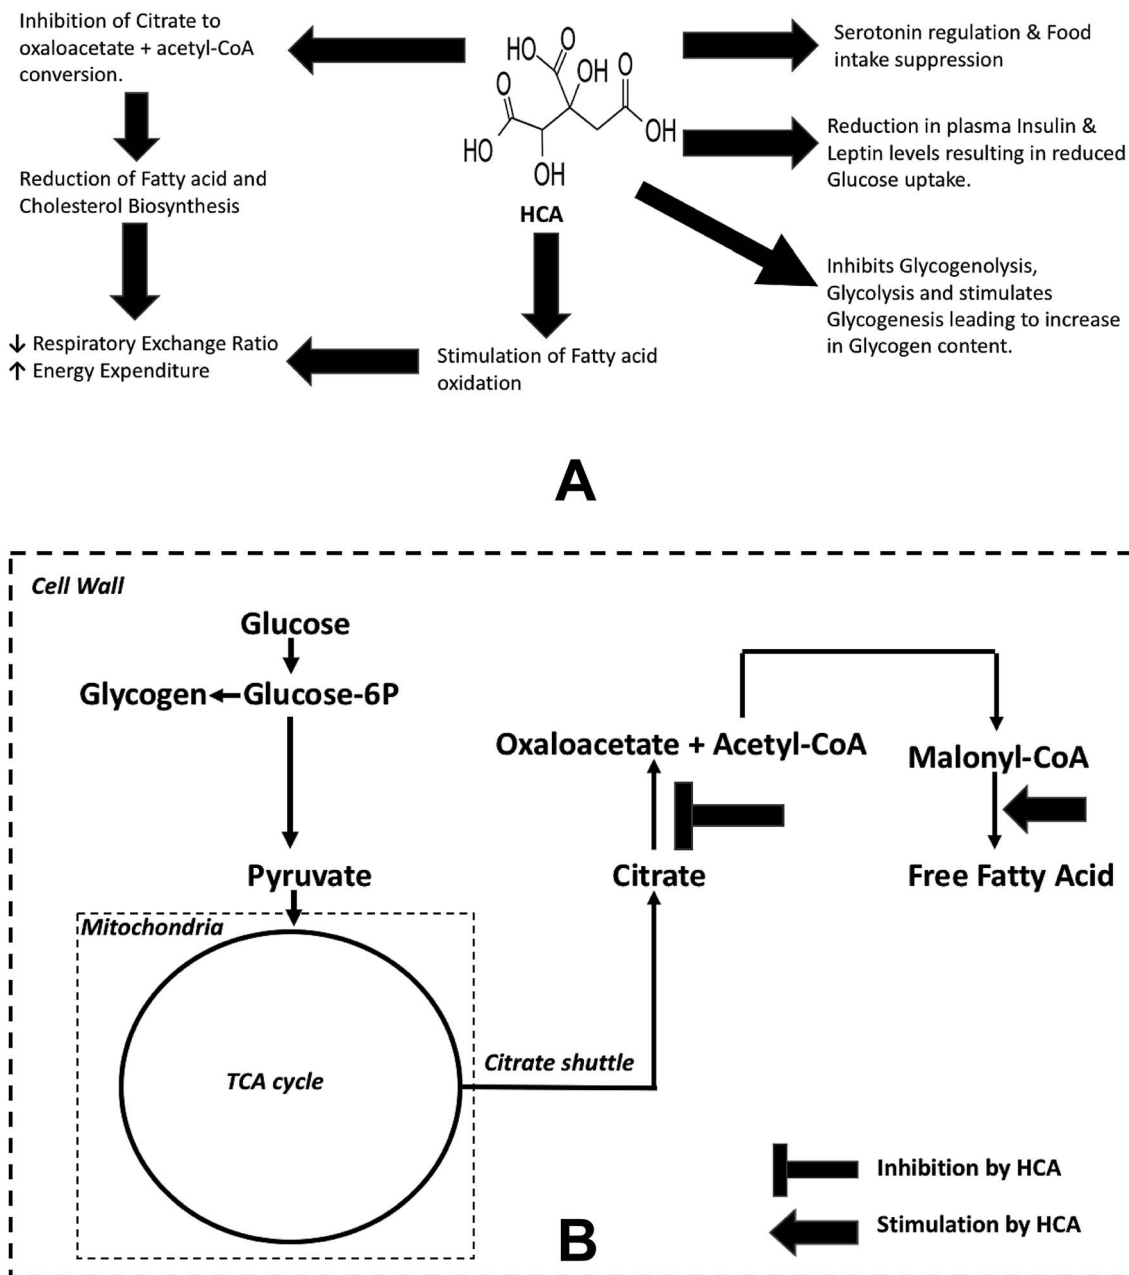 Inhibition of Citrate to
oxaloacetate + acetyl-CoA
conversion.
Reduction of Fatty acid and
Cholesterol Biosynthesis
↓ Respiratory Exchange Ratio
↑ Energy Expenditure
HO
O
OH
O
O
HO
OH
OH
HCA
Stimulation of Fatty acid
oxidation
Serotonin regulation & Food
intake suppression
Reduction in plasma Insulin &
Leptin levels resulting in reduced
Glucose uptake.
Inhibits Glycogenolysis,
Glycolysis and stimulates
Glycogenesis leading to increase
in Glycogen content.
A
Cell Wall
Glucose
Glycogen
Glucose-6P
Pyruvate
Mitochondria
TCA cycle
Citrate shuttle
Citrate
Oxaloacetate + Acetyl-CoA
Malonyl-CoA
Free Fatty Acid
Inhibition by HCA
Stimulation by HCA
B